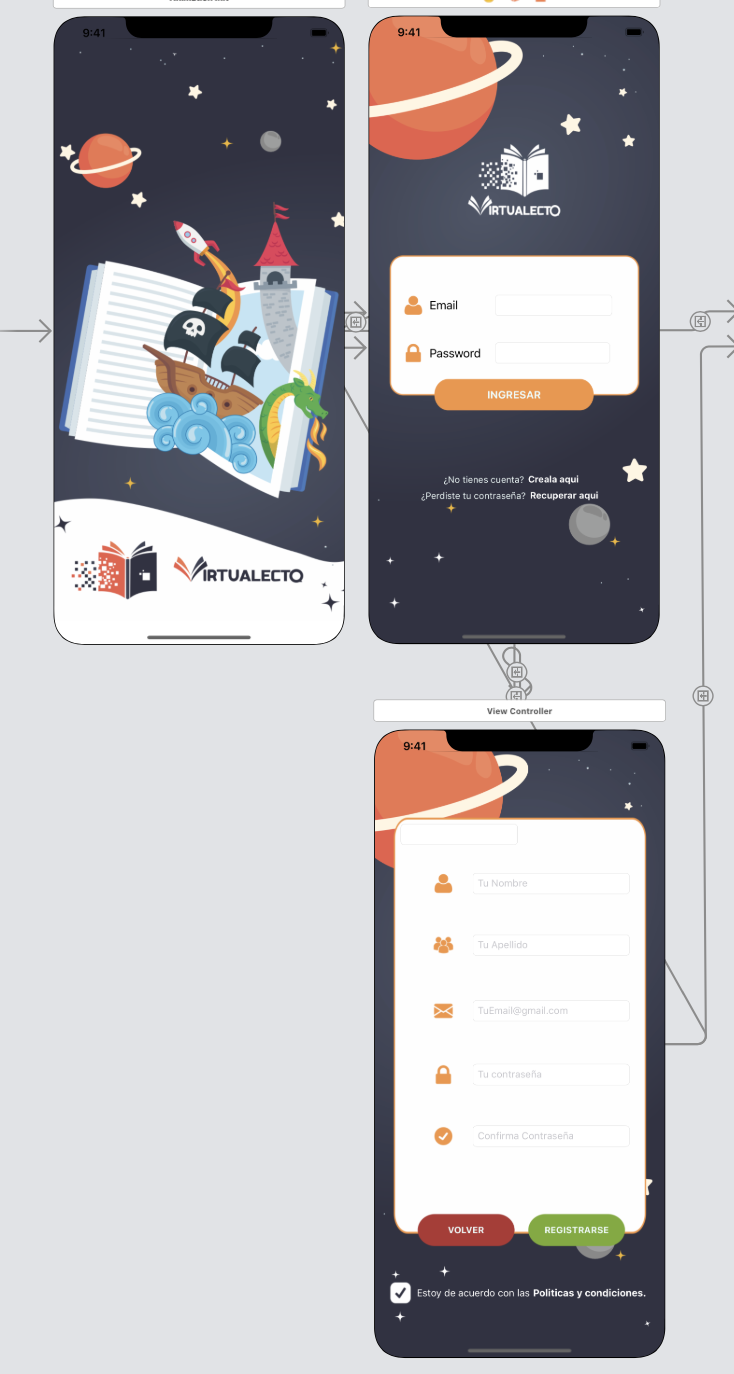 9:41
VIRTUALECTO
9:41
VIRTUALECTO
Email
Password
INGRESAR
¿No tienes cuenta? Creala aqui
¿Perdiste tu contraseña? Recuperar aqui
View Controller
9:41
Tu Nombre
Tu Apellido
TuEmail@gmail.com
Tu contraseña
Confirma Contraseña
VOLVER
REGISTRARSE
Estoy de acuerdo con las Politicas y condiciones.